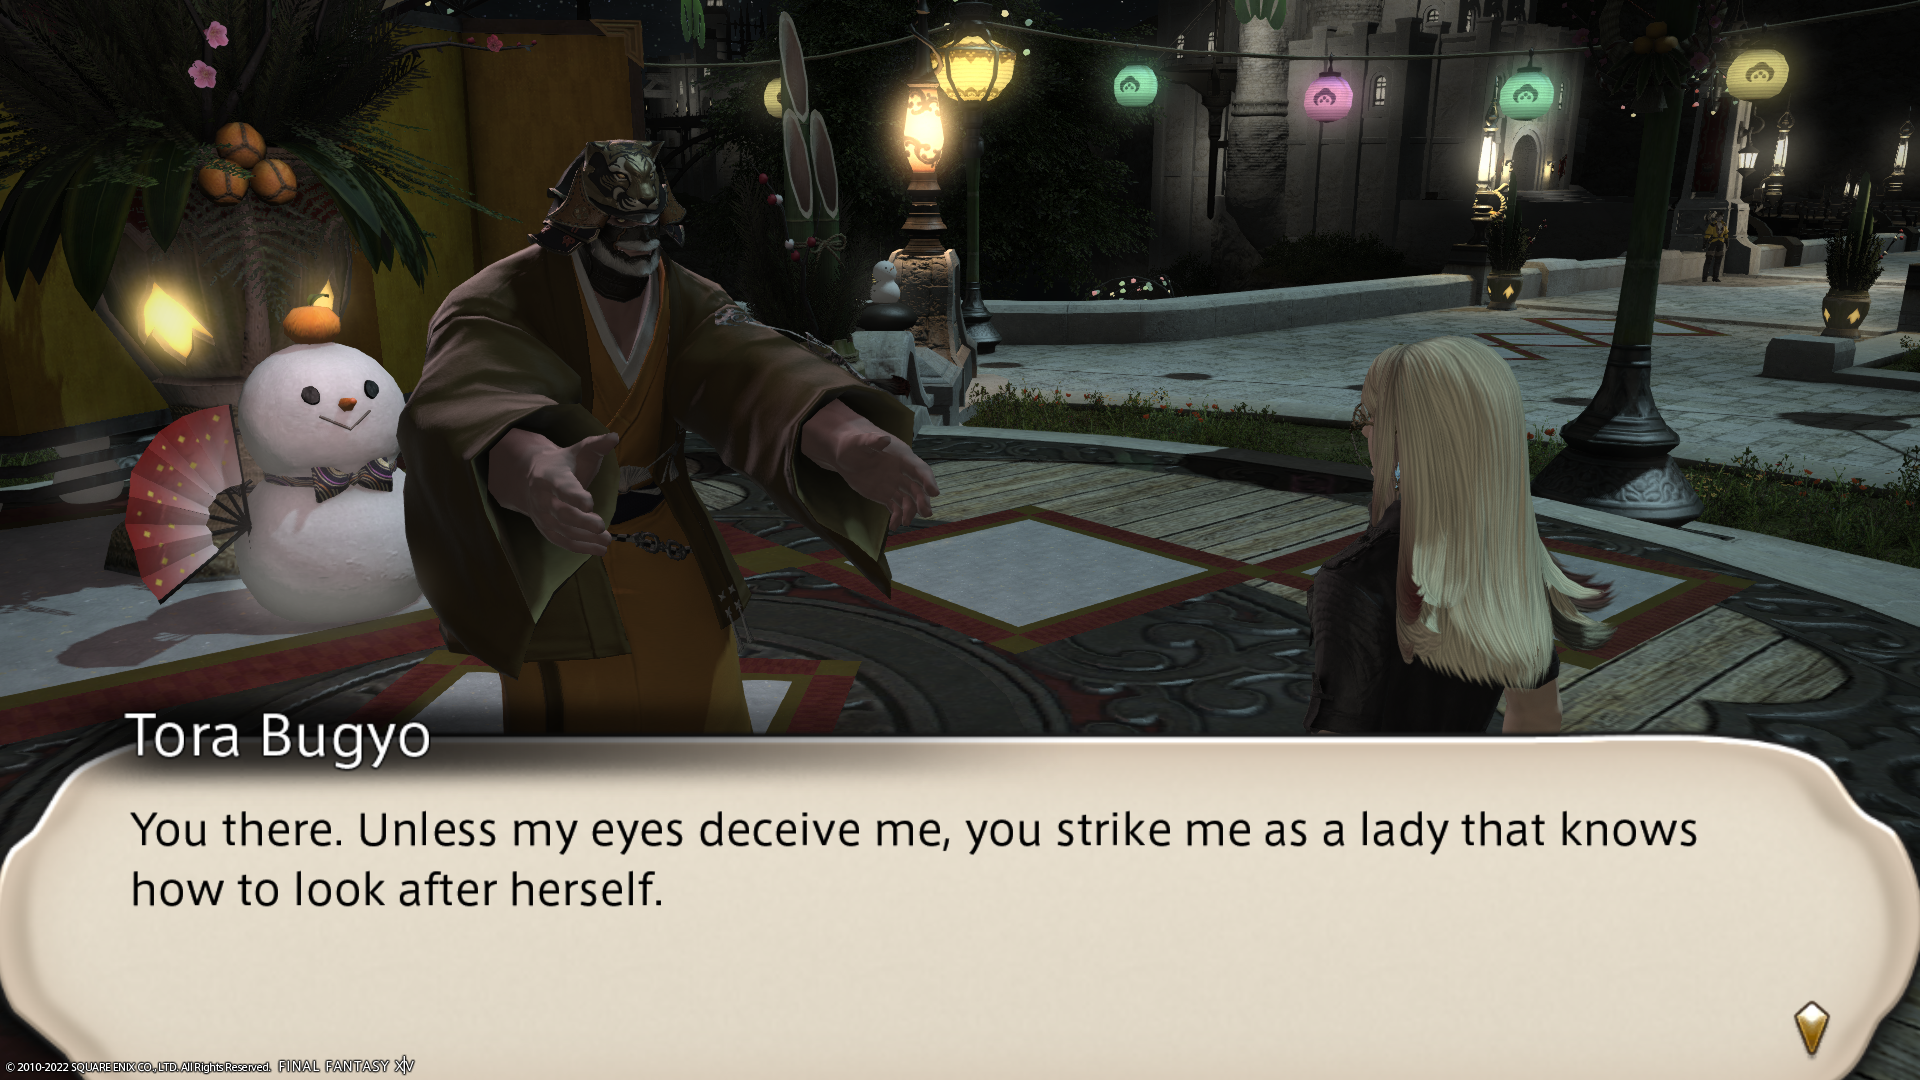 Tora Bugyo
You there. Unless my eyes deceive me, you strike me as a lady that knows
how to look after herself.
© 2010-2022 SQUARE ENIX CO., LTD. All Rights Reserved. FINAL FANTASY XIV